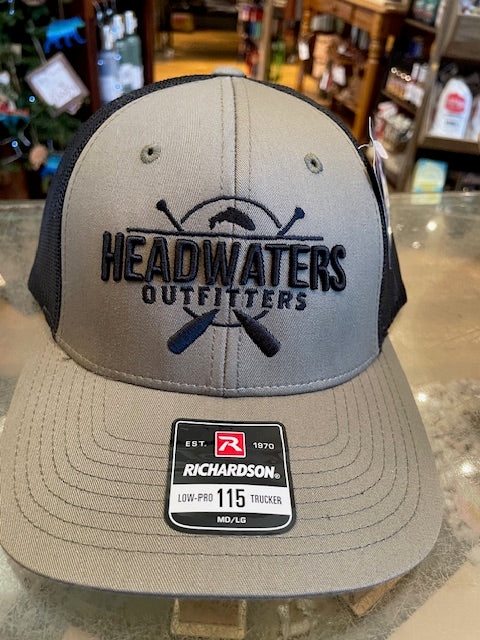 HEADWATERS
OUTFITTERS
EST. R 1970
RICHARDSON®
LOW-PRO 115 TRUCKER
MD/LG